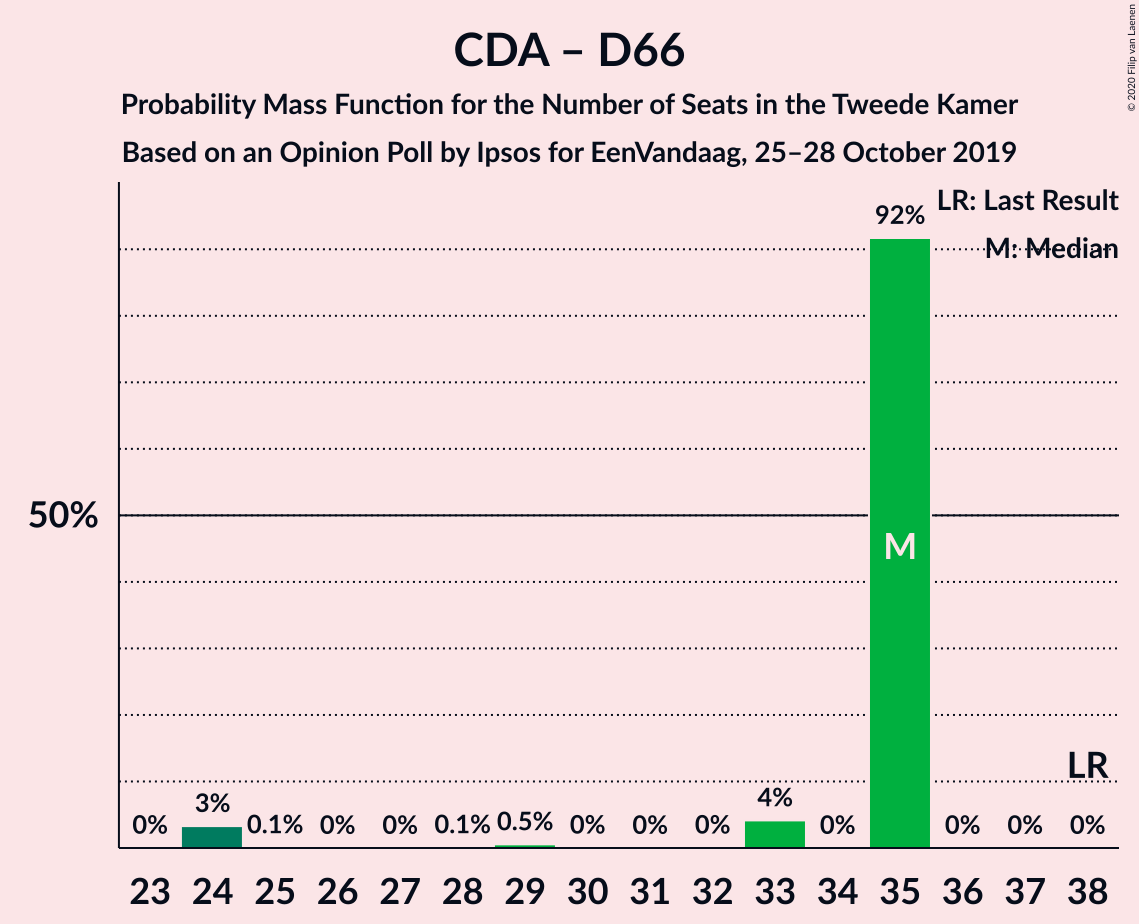 CDA – D66
Probability Mass Function for the Number of Seats in the Tweede Kamer
Based on an Opinion Poll by Ipsos for EenVandaag, 25–28 October 2019
© 2020 Filip van Laenen
LR: Last Result
M: Median
92%
50%
M
LR
0% 3% 0.1% 0% 0% 0.1% 0.5% 0% 0% 0% 4% 0% 0% 0% 0%
23 24 25 26 27 28 29 30 31 32 33 34 35 36 37 38